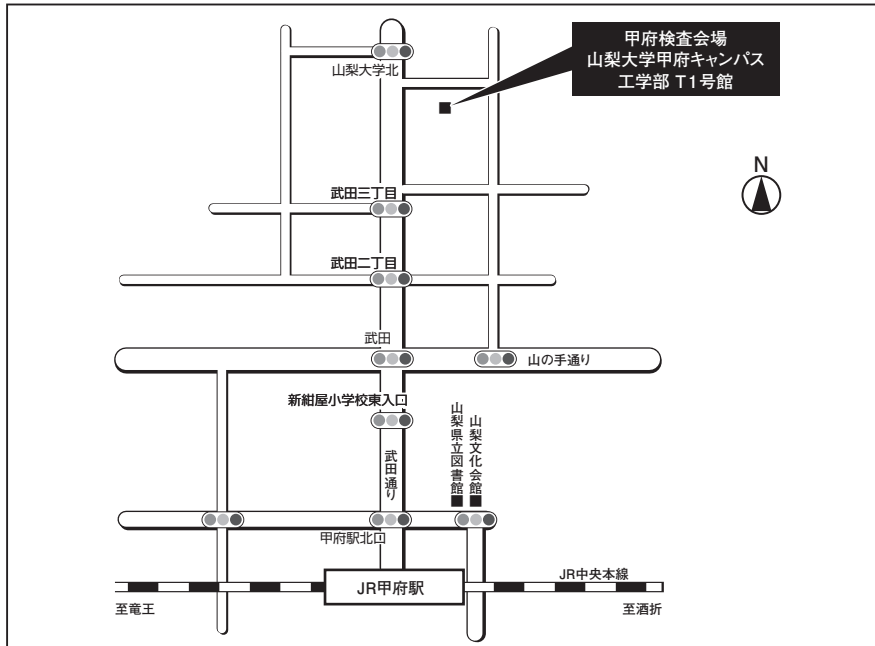 甲府検査会場
山梨大学甲府キャンパス
工学部 T1号館
山梨大学北
N
武田三丁目
武田二丁目
武田
山の手通り
新紺屋小学校東入口
武田通り
山梨県立図書館
山梨文化会館
甲府駅北口
JR甲府駅
JR中央本線
至竜王
至酒折